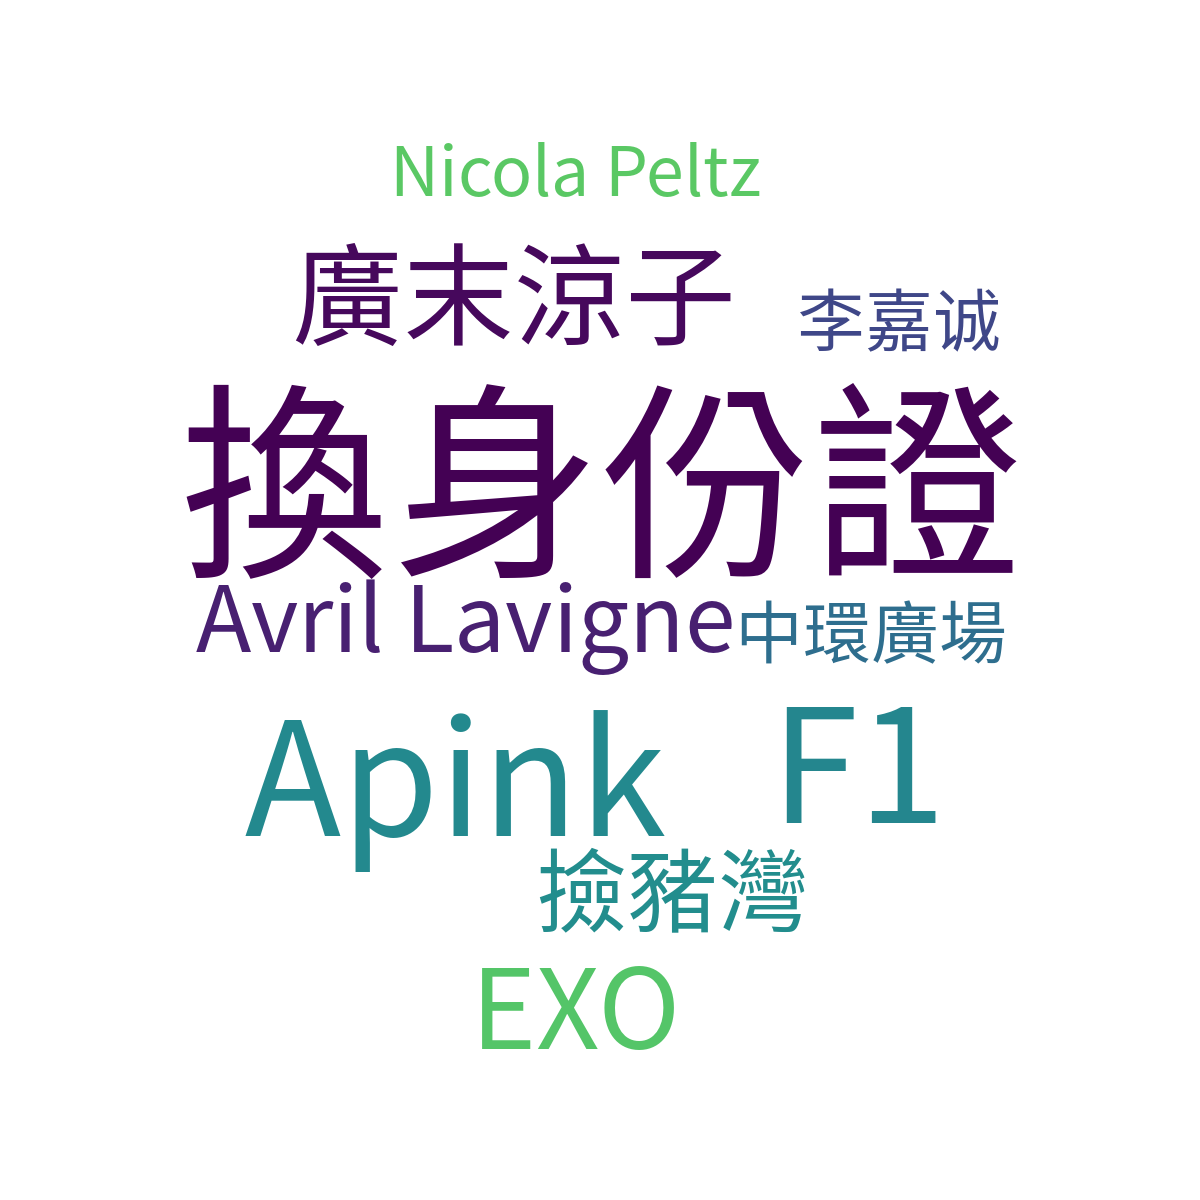 Nicola Peltz
廣末涼子
李嘉诚
換身份證
Avril Lavigne
中環廣場
Apink
F1
撿豬灣
EXO